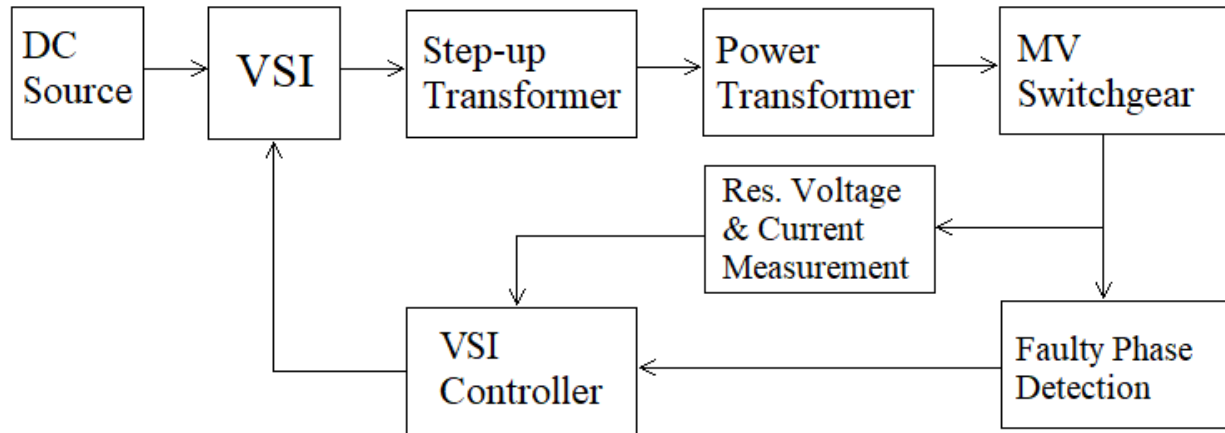 DC
Source
VSI
Step-up
Transformer
Power
Transformer
MV
Switchgear
Res. Voltage
& Current
Measurement
VSI
Controller
Faulty Phase
Detection